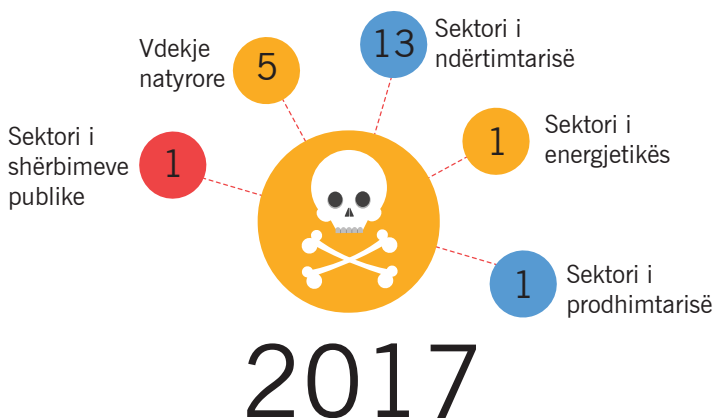 Sektori i
shërbimeve
publike
1
Vdekje
natyrore
5
13
Sektori i
ndërtimtarisë
1
Sektori i
energjetikës
1
Sektori i
prodhimtarisë
2017